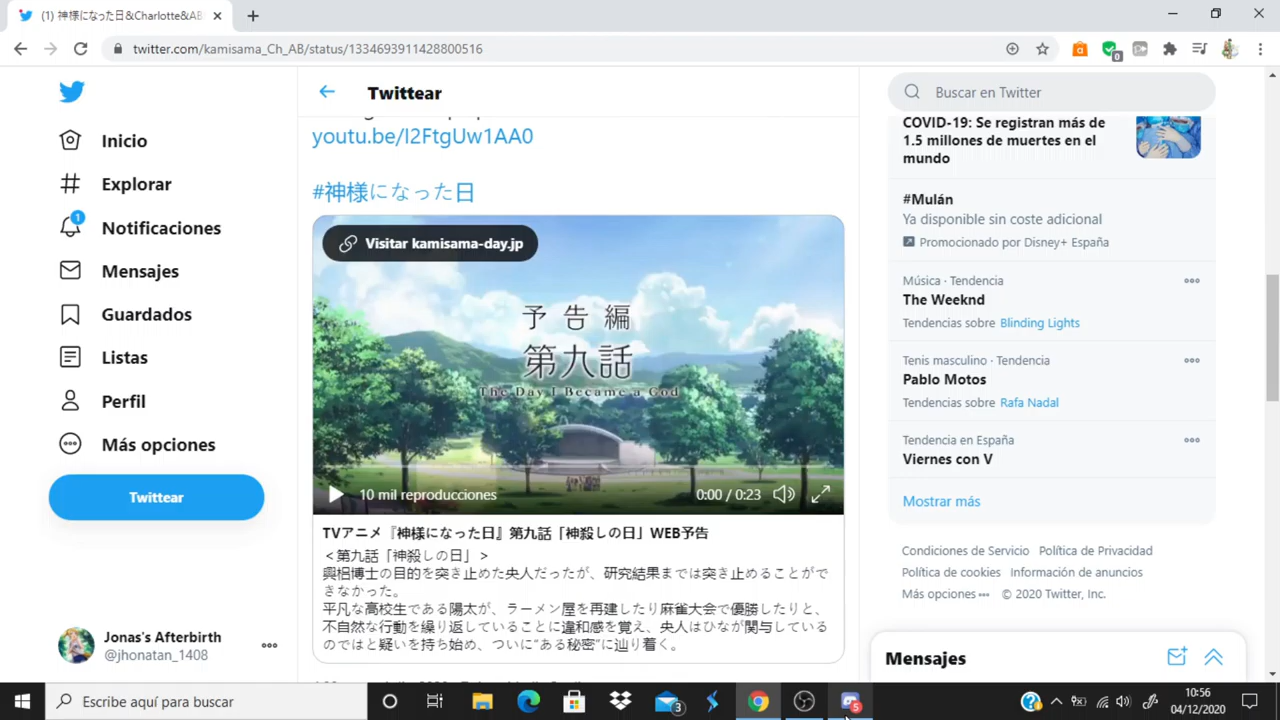 (1) 神様になった日&Charlotte&AB
twitter.com/kamisama_Ch_AB/status/1334693911428800516
0
Inicio
Explorar
1
Notificaciones
Mensajes
Guardados
Listas
Perfil
Más opciones
Twittear
Jonas's Afterbirth
@jhonatan_1408
Twittear
youtu.be/I2FtgUw1AA0
#神様になった日
Visitar kamisama-day.jp
予告編
第九話
The Day I Became a God
10 mil reproducciones
0:00 / 0:23
TVアニメ『神様になった日』第九話「神殺しの日」WEB予告
＜第九話「神殺しの日」＞
興梠博士の目的を突き止めた央人だったが、研究結果までは突き止めることがで
きなかった。
平凡な高校生である陽太が、ラーメン屋を再建したり麻雀大会で優勝したりと、
不自然な行動を繰り返していることに違和感を覚え、央人はひなが関与している
のではと疑いを持ち始め、ついに“ある秘密”に辿り着く。
Buscar en Twitter
COVID-19: Se registran más de
1.5 millones de muertes en el
mundo
#Mulán
Ya disponible sin coste adicional
Promocionado por Disney+ España
Música · Tendencia
The Weeknd
Tendencias sobre Blinding Lights
Tenis masculino · Tendencia
Pablo Motos
Tendencias sobre Rafa Nadal
Tendencia en España
Viernes con V
Mostrar más
Condiciones de Servicio Política de Privacidad
Política de cookies Información de anuncios
Más opciones © 2020 Twitter, Inc.
Mensajes
Escribe aquí para buscar
3
5
10:56
04/12/2020